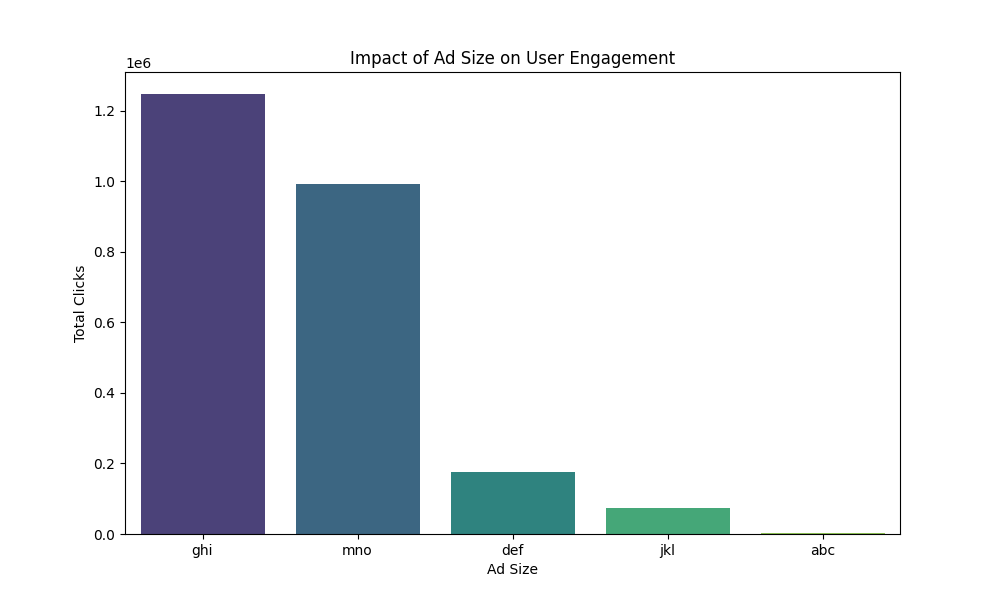 Impact of Ad Size on User Engagement
1e6
1.2
1.0
0.8
0.6
0.4
0.2
0.0
Total Clicks
ghi mno def jkl abc
Ad Size